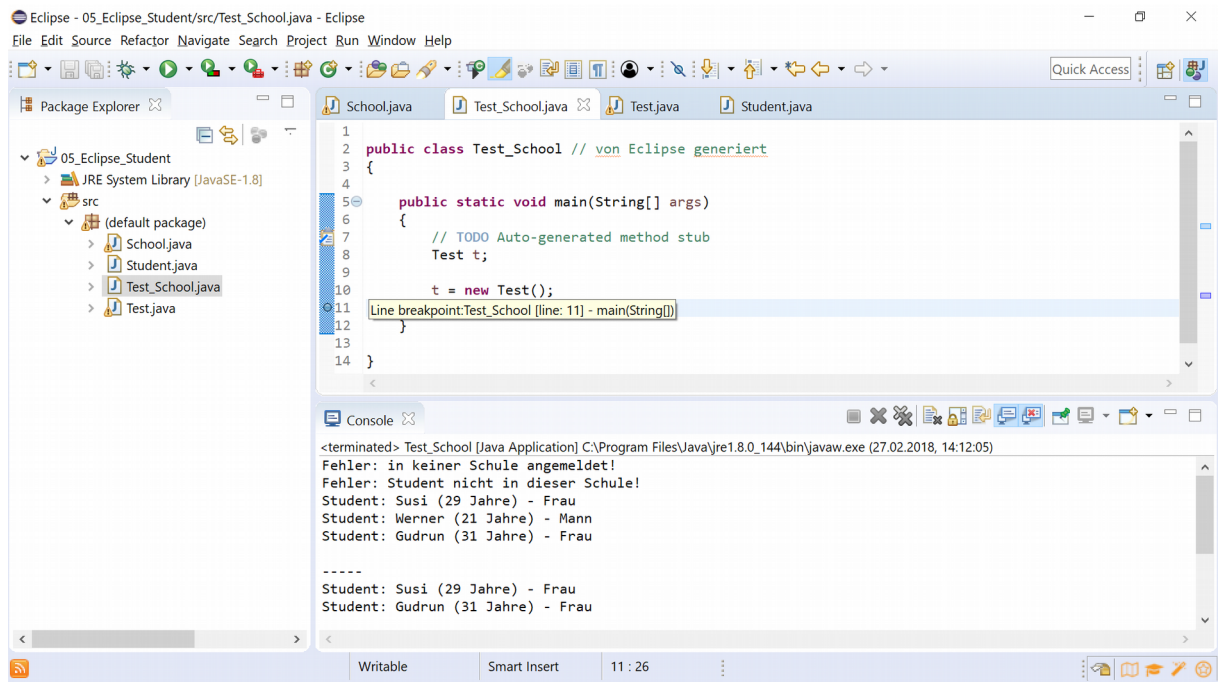 Eclipse - 05_Eclipse_Student/src/Test_School.java - Eclipse
File Edit Source Refactor Navigate Search Project Run Window Help
Quick Access
Package Explorer
05_Eclipse_Student
JRE System Library [JavaSE-1.8]
src
(default package)
School.java
Student.java
Test_School.java
Test.java
School.java Test_School.java Test.java Student.java
1
2 public class Test_School // von Eclipse generiert
3 {
4
5 public static void main(String[] args)
6 {
7 // TODO Auto-generated method stub
8 Test t;
9
10 t = new Test();
11 Line breakpoint:Test_School [line: 11] - main(String[])
12 }
13
14 }
Console
<terminated> Test_School [Java Application] C:\Program Files\Java\jre1.8.0_144\bin\javaw.exe (27.02.2018, 14:12:05)
Fehler: in keiner Schule angemeldet!
Fehler: Student nicht in dieser Schule!
Student: Susi (29 Jahre) - Frau
Student: Werner (21 Jahre) - Mann
Student: Gudrun (31 Jahre) - Frau
-----
Student: Susi (29 Jahre) - Frau
Student: Gudrun (31 Jahre) - Frau
Writable Smart Insert 11 : 26